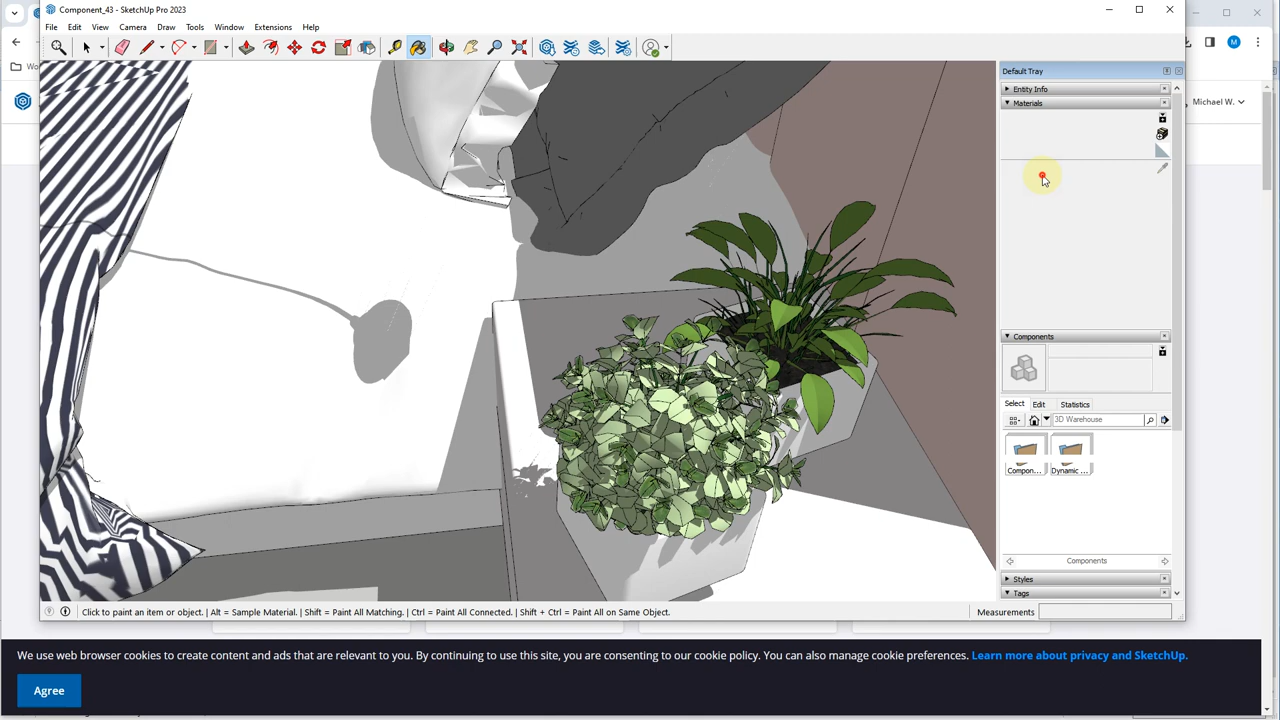 Component_43 - SketchUp Pro 2023
File Edit View Camera Draw Tools Window Extensions Help
Default Tray
Entity Info
Materials
Michael W.
M
Components
Select Edit Statistics
3D Warehouse
Compon... Dynamic ...
Components
Styles
Tags
Click to paint an item or object. | Alt = Sample Material. | Shift = Paint All Matching. | Ctrl = Paint All Connected. | Shift + Ctrl = Paint All on Same Object.
Measurements
We use web browser cookies to create content and ads that are relevant to you. By continuing to use this site, you are consenting to our cookie policy. You can also manage cookie preferences. Learn more about privacy and SketchUp.
Agree